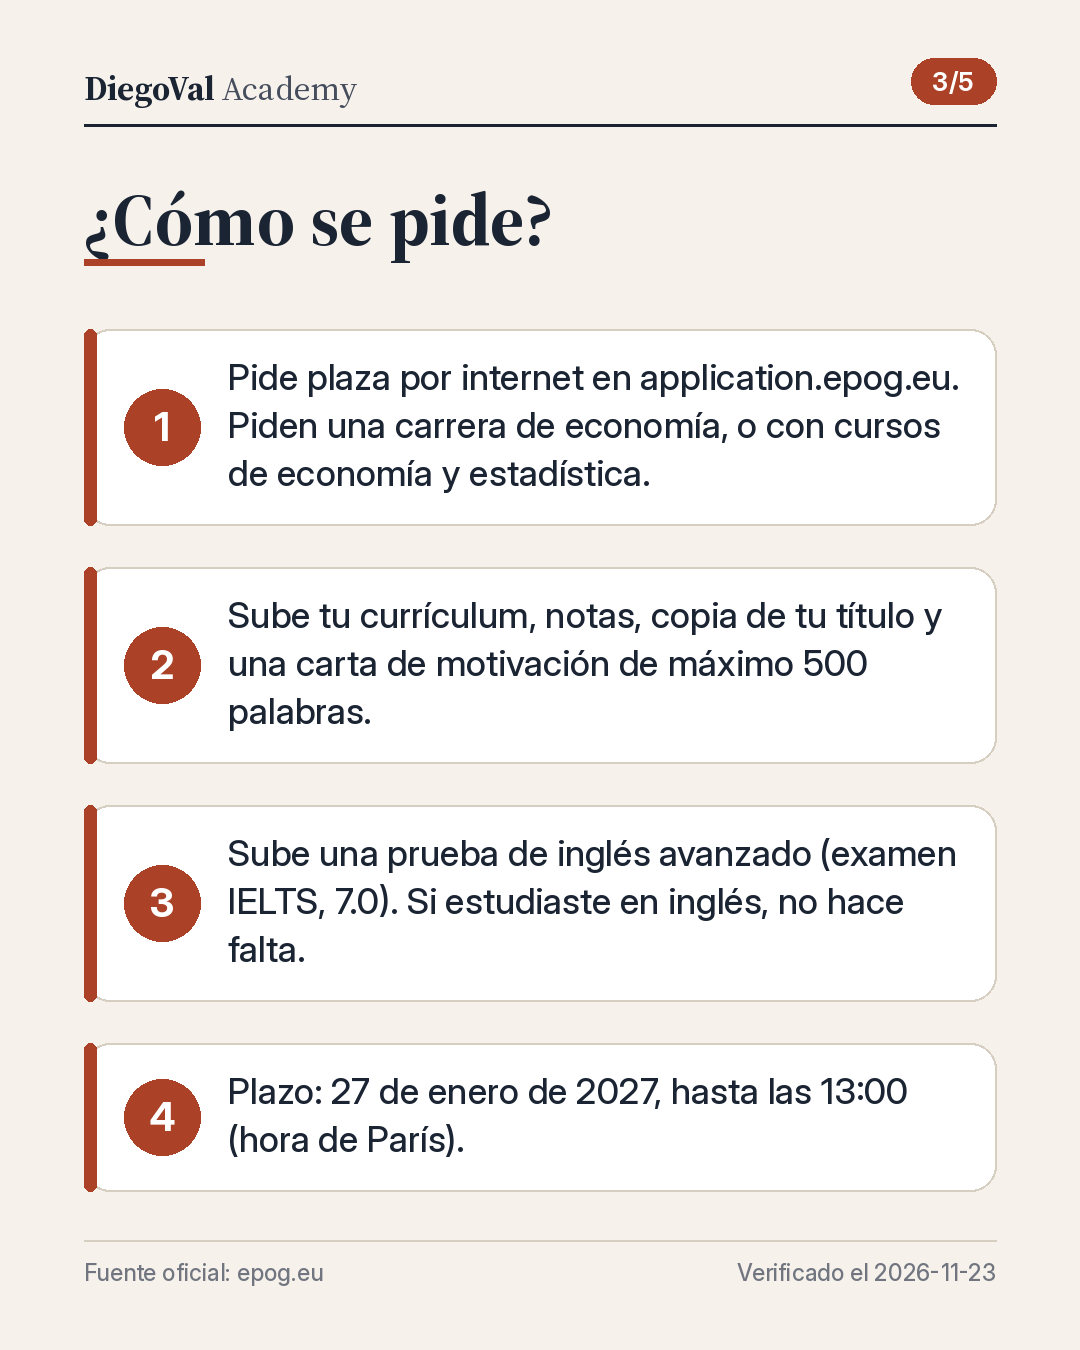 DiegoVal Academy
3/5
¿Cómo se pide?
1
Pide plaza por internet en application.epog.eu.
Piden una carrera de economía, o con cursos
de economía y estadística.
2
Sube tu currículum, notas, copia de tu título y
una carta de motivación de máximo 500
palabras.
3
Sube una prueba de inglés avanzado (examen
IELTS, 7.0). Si estudiaste en inglés, no hace
falta.
4
Plazo: 27 de enero de 2027, hasta las 13:00
(hora de París).
Fuente oficial: epog.eu
Verificado el 2026-11-23